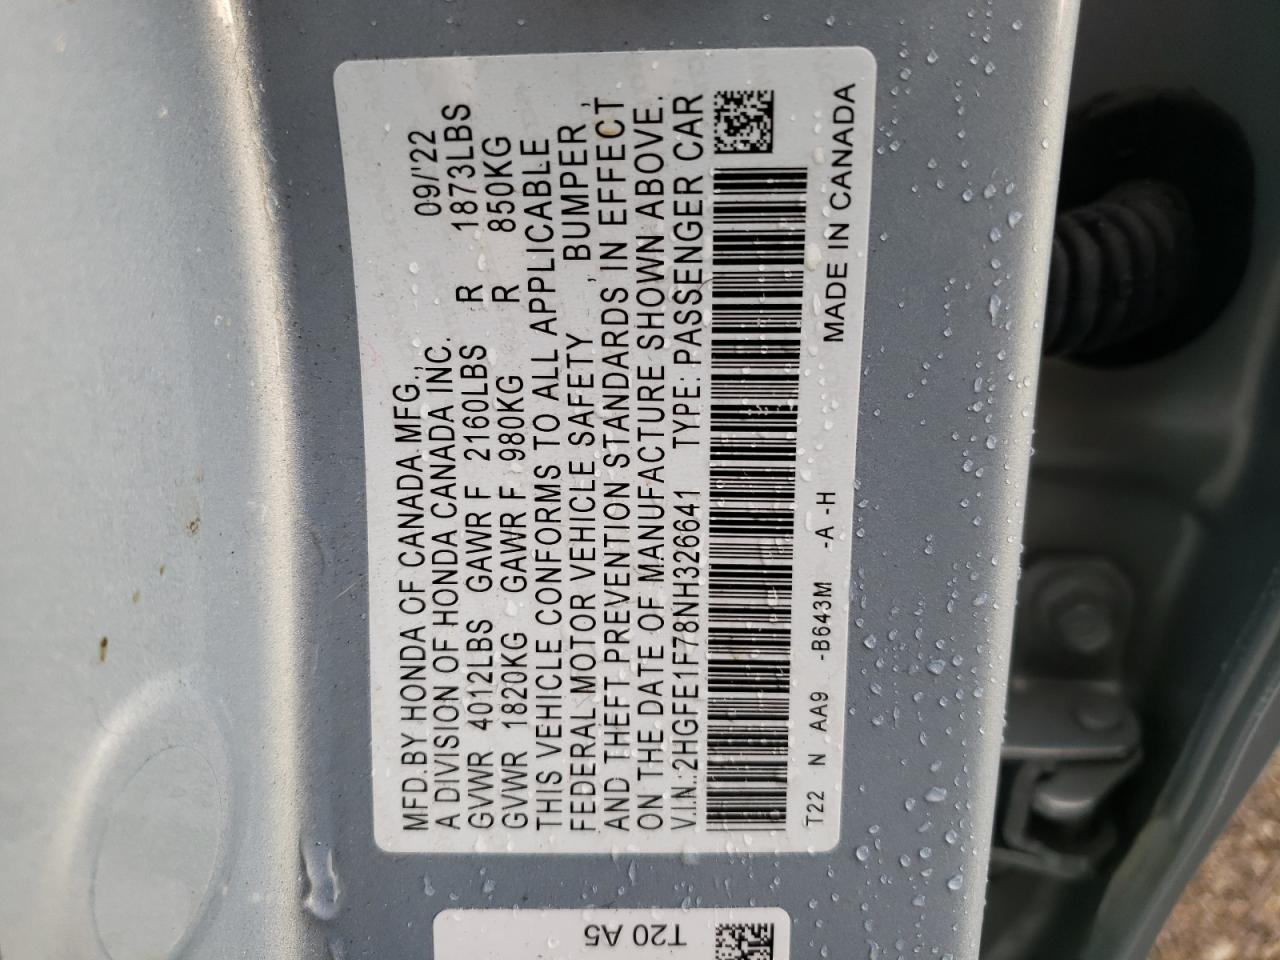 MFD.BY HONDA OF CANADA MFG., 09/'22
A DIVISION OF HONDA CANADA INC.
GVWR 4012LBS GAWR F 2160LBS R 1873LBS
GVWR 1820KG GAWR F 980KG R 850KG
THIS VEHICLE CONFORMS TO ALL APPLICABLE
FEDERAL MOTOR VEHICLE SAFETY , BUMPER ,
AND THEFT PREVENTION STANDARDS IN EFFECT
ON THE DATE OF MANUFACTURE SHOWN ABOVE.
V.I.N.:2HGFE1F78NH326641 TYPE: PASSENGER CAR
T22 N AA9 -B643M -A -H MADE IN CANADA
T20 A5